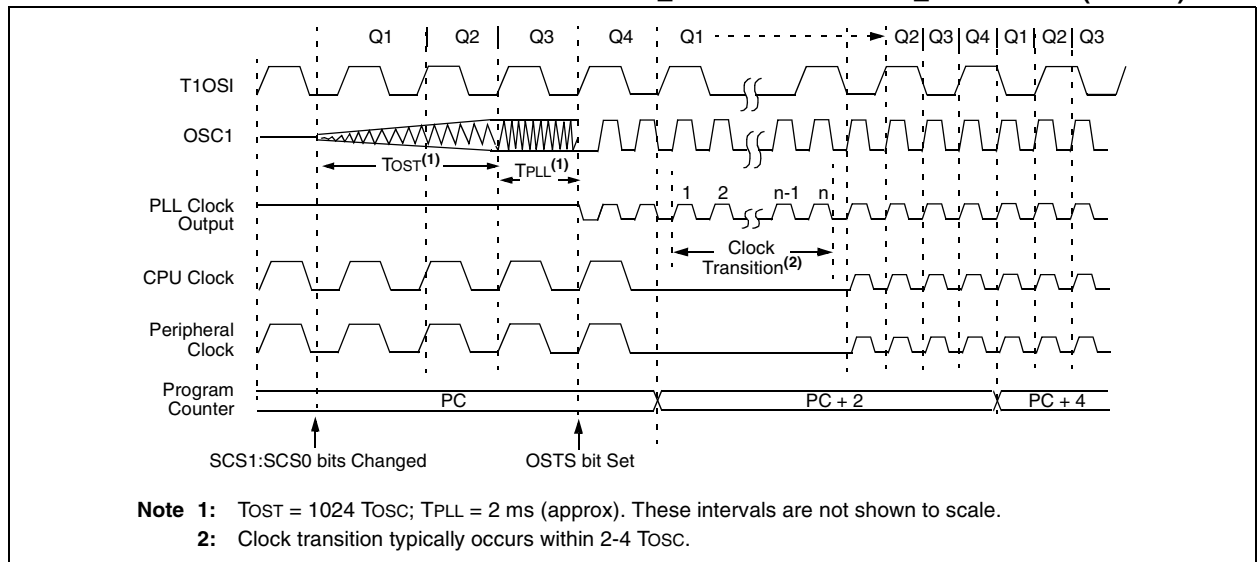 Q1 Q2 Q3 Q4 Q1 Q2 Q3 Q4 Q1 Q2 Q3
T1OSI
OSC1
TOST(1)
TPLL(1)
1 2 n-1 n
PLL Clock
Output
Clock
Transition(2)
CPU Clock
Peripheral
Clock
Program
Counter
PC PC + 2 PC + 4
SCS1:SCS0 bits Changed OSTS bit Set
Note 1: TOST = 1024 TOSC; TPLL = 2 ms (approx). These intervals are not shown to scale.
2: Clock transition typically occurs within 2-4 TOSC.